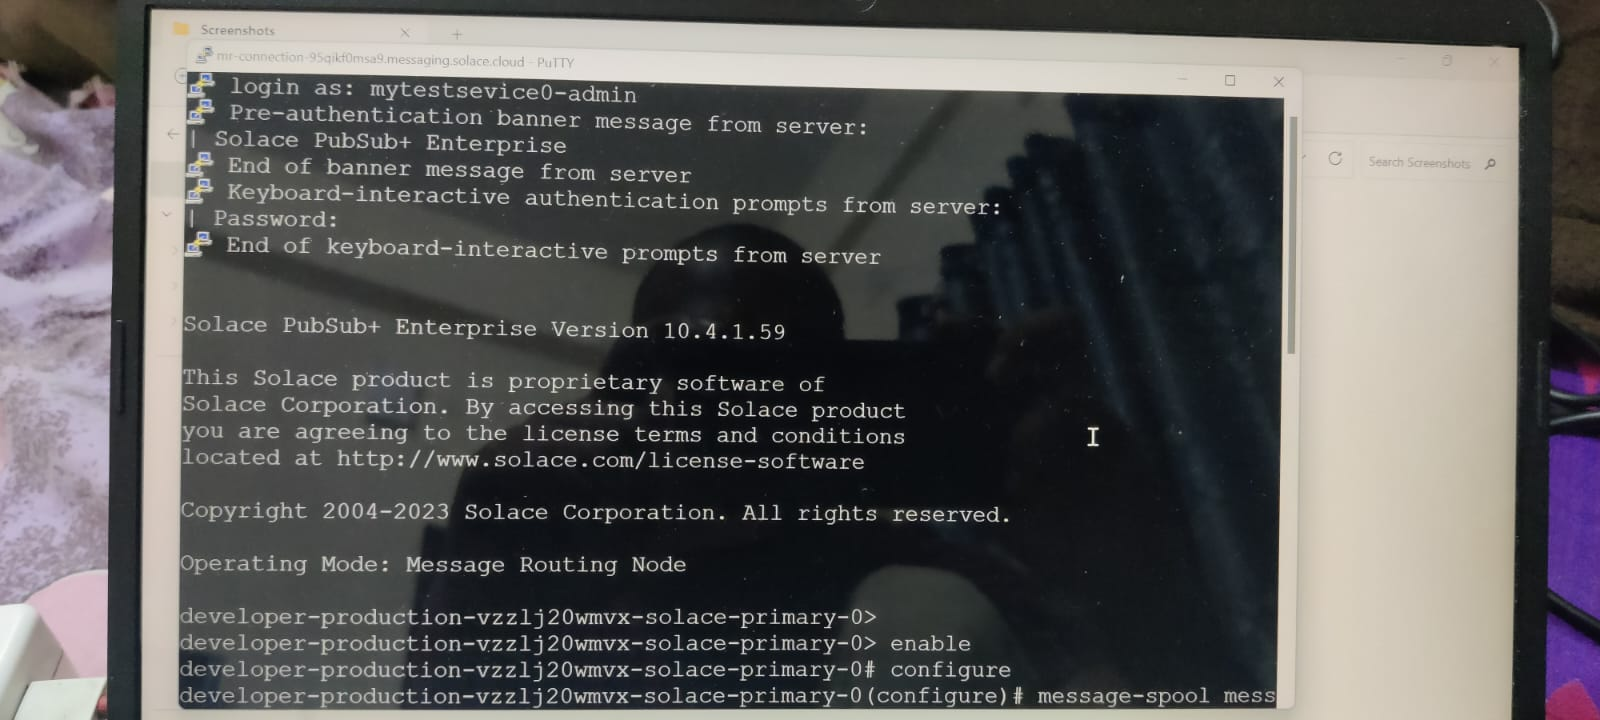 Screenshots
mr-connection-95qikf0msa9.messaging.solace.cloud - PuTTY
login as: mytestsevice0-admin
Pre-authentication banner message from server:
| Solace PubSub+ Enterprise
End of banner message from server
Keyboard-interactive authentication prompts from server:
| Password:
End of keyboard-interactive prompts from server
Search Screenshots
Solace PubSub+ Enterprise Version 10.4.1.59
This Solace product is proprietary software of
Solace Corporation. By accessing this Solace product
you are agreeing to the license terms and conditions
located at http://www.solace.com/license-software
Copyright 2004-2023 Solace Corporation. All rights reserved.
Operating Mode: Message Routing Node
developer-production-vzzlj20wmvx-solace-primary-0>
developer-production-vzzlj20wmvx-solace-primary-0> enable
developer-production-vzzlj20wmvx-solace-primary-0# configure
developer-production-vzzlj20wmvx-solace-primary-0(configure)# message-spool mess